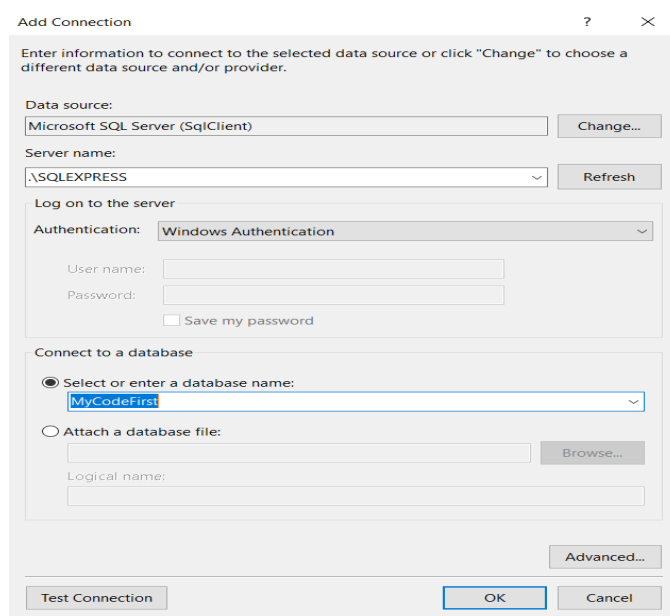 Add Connection
?
Enter information to connect to the selected data source or click "Change" to choose a
different data source and/or provider.
Data source:
Microsoft SQL Server (SqlClient)
Change...
Server name:
.\SQLEXPRESS
Refresh
Log on to the server
Authentication:
Windows Authentication
User name:
Password:
Save my password
Connect to a database
Select or enter a database name:
MyCodeFirst
Attach a database file:
Browse...
Logical name:
Advanced...
Test Connection
OK
Cancel